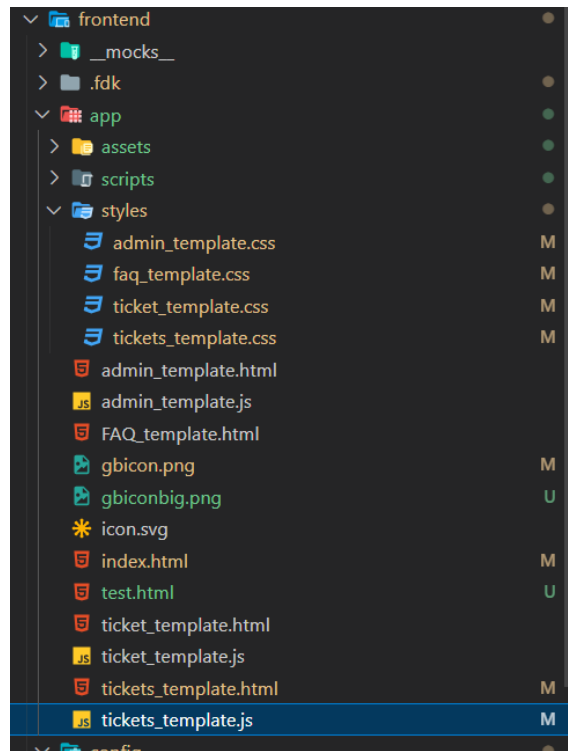 frontend
__mocks__
.fdk
app
assets
scripts
styles
admin_template.css M
faq_template.css M
ticket_template.css M
tickets_template.css M
admin_template.html
JS admin_template.js
FAQ_template.html
gbicon.png M
gbiconbig.png U
icon.svg
index.html M
test.html U
ticket_template.html
JS ticket_template.js
tickets_template.html M
JS tickets_template.js M
config